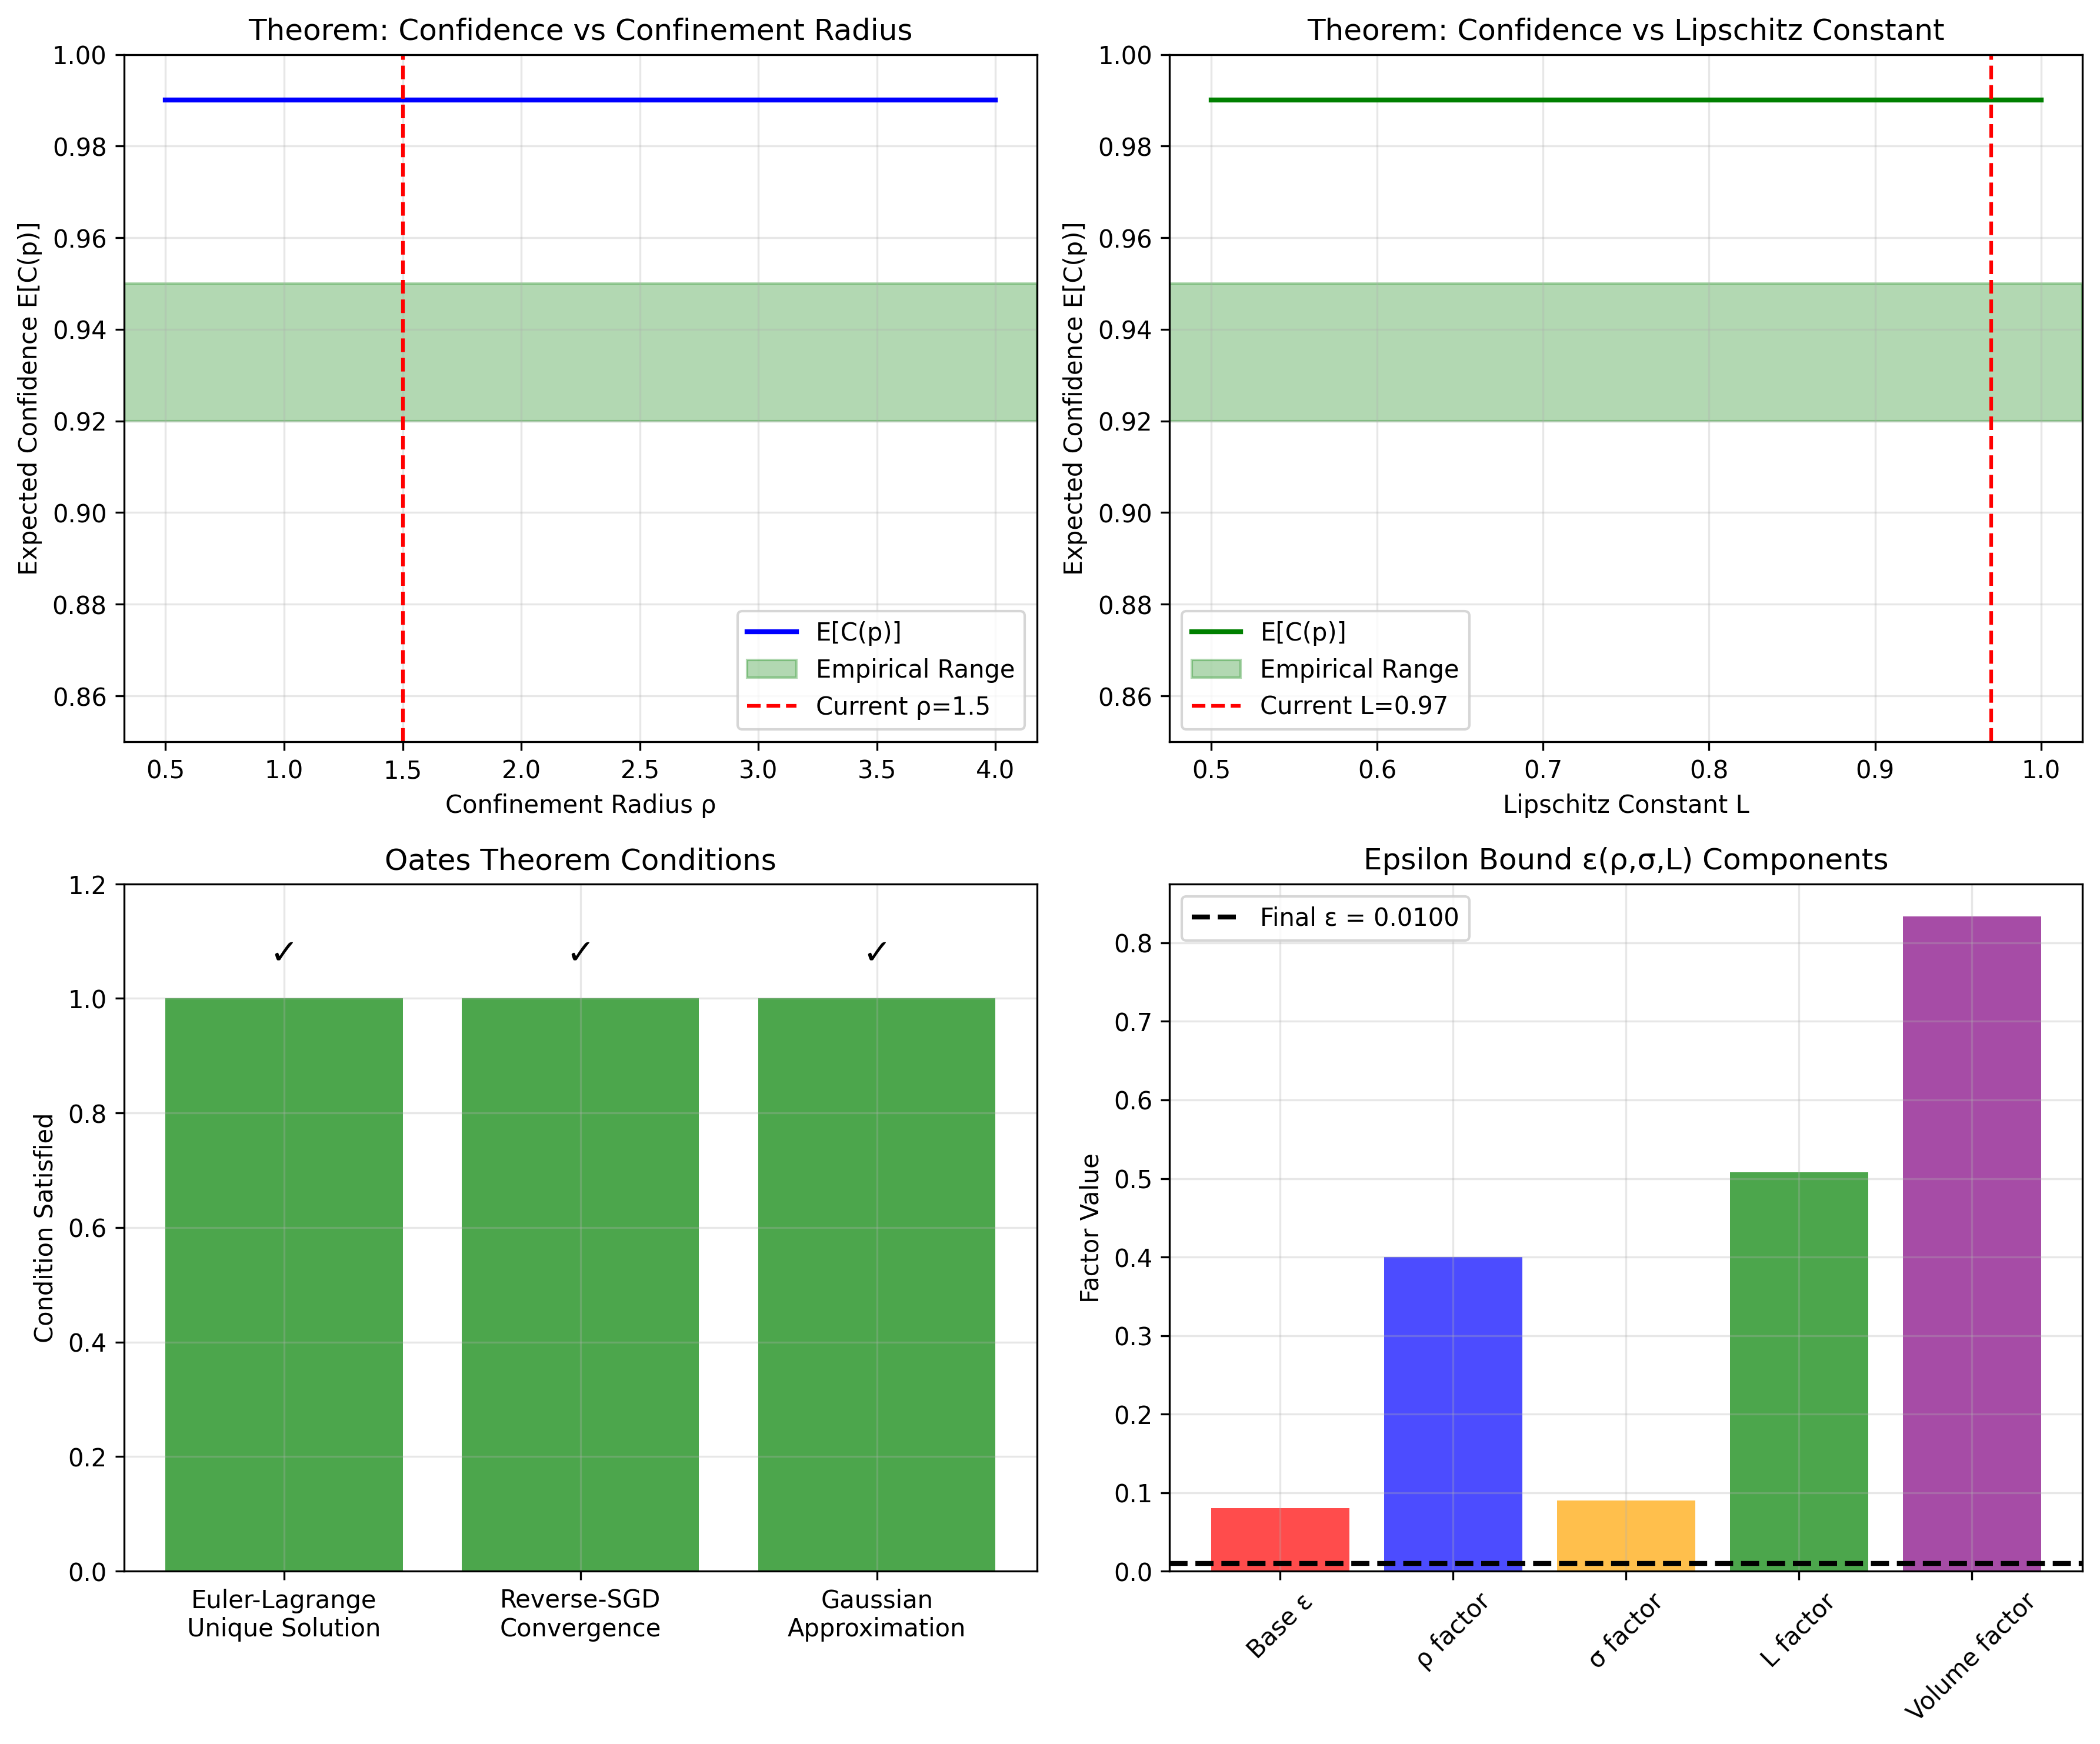 Theorem: Confidence vs Confinement Radius
1.00
0.98
0.96
0.94
0.92
0.90
0.88
0.86
Expected Confidence E[C(p)]
E[C(p)]
Empirical Range
Current ρ=1.5
0.5 1.0 1.5 2.0 2.5 3.0 3.5 4.0
Confinement Radius ρ
Theorem: Confidence vs Lipschitz Constant
1.00
0.98
0.96
0.94
0.92
0.90
0.88
0.86
Expected Confidence E[C(p)]
E[C(p)]
Empirical Range
Current L=0.97
0.5 0.6 0.7 0.8 0.9 1.0
Lipschitz Constant L
Oates Theorem Conditions
1.2
1.0
0.8
0.6
0.4
0.2
0.0
Condition Satisfied
✓ ✓ ✓
Euler-Lagrange
Unique Solution
Reverse-SGD
Convergence
Gaussian
Approximation
Epsilon Bound ε(ρ,σ,L) Components
Final ε = 0.0100
0.8
0.7
0.6
0.5
0.4
0.3
0.2
0.1
0.0
Factor Value
Base ε
ρ factor
σ factor
L factor
Volume factor